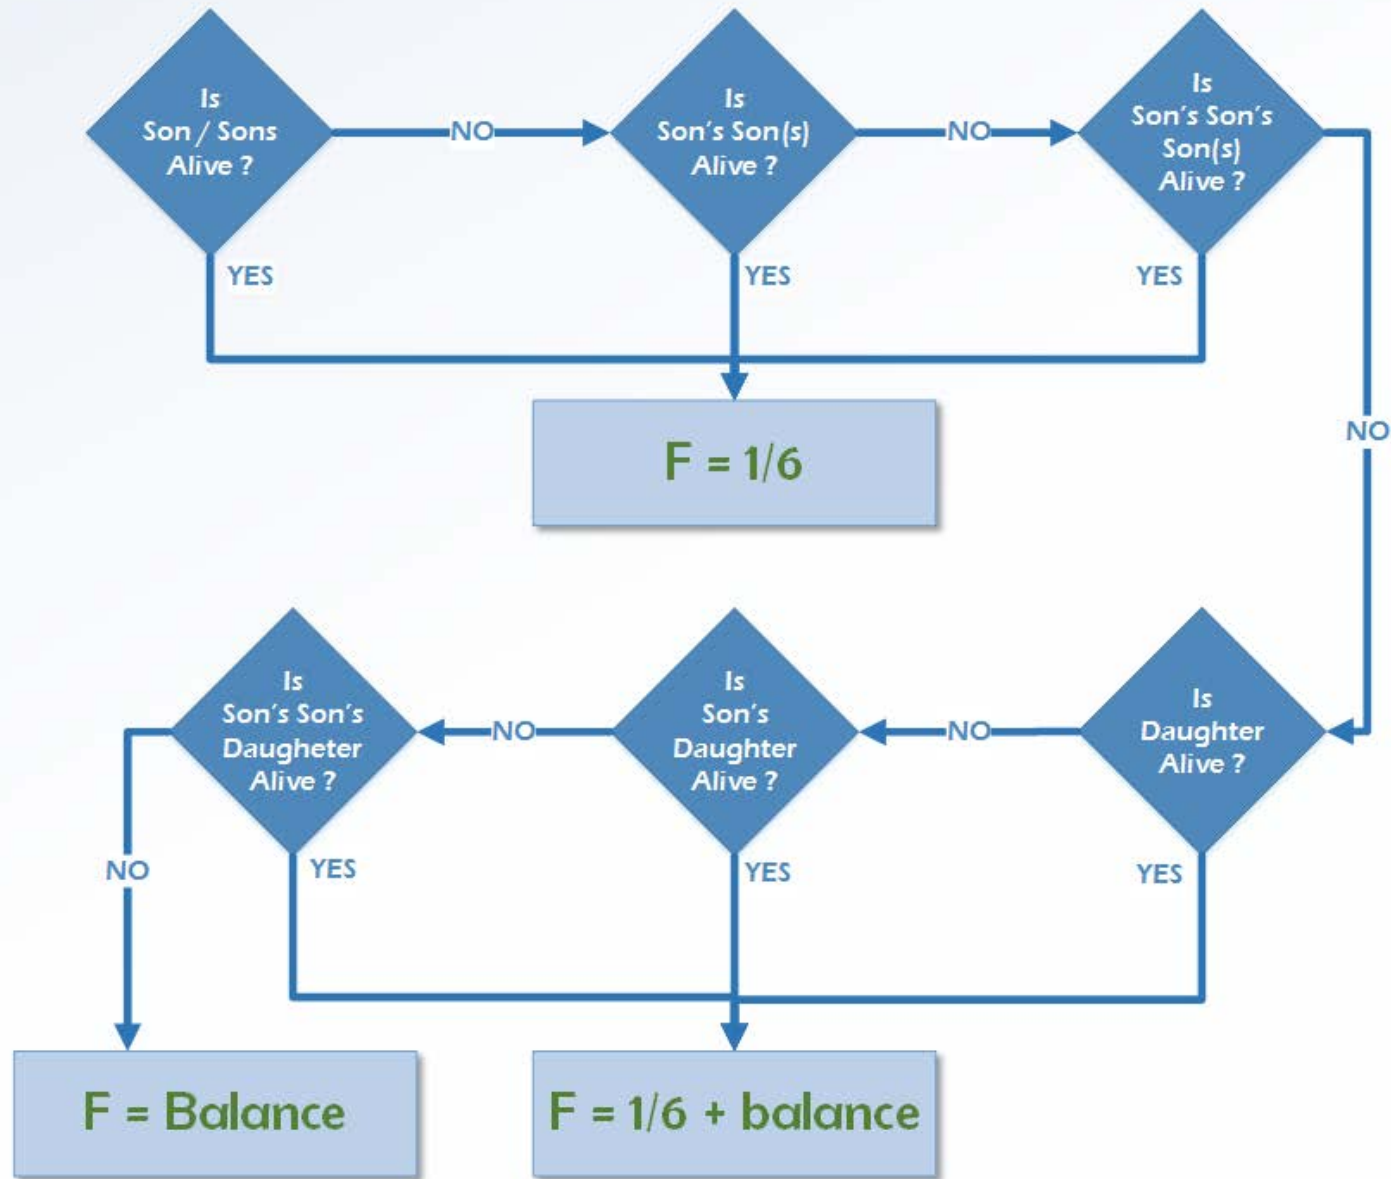 Is
Son / Sons
Alive ?
NO
Is
Son's Son(s)
Alive ?
NO
Is
Son's Son's
Son(s)
Alive ?
YES
YES
YES
F = 1/6
NO
Is
Son's Son's
Daugheter
Alive ?
NO
Is
Son's
Daughter
Alive ?
NO
Is
Daughter
Alive ?
NO
YES
YES
YES
F = Balance
F = 1/6 + balance